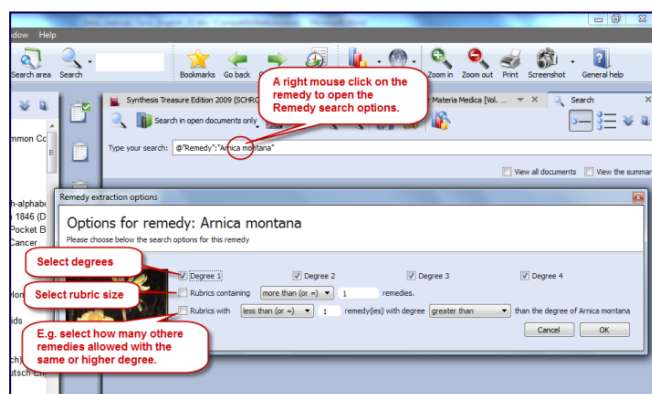 ndow Help
Search area Search Bookmarks Go back Zoom in Zoom out Print Screenshot General help
A right mouse click on the
remedy to open the
Remedy search options.
Synthesis Treasure Edition 2009 (SCHRO Materia Medica [Vol. ... Search
Search in open documents only
Type your search: @"Remedy":"Arnica montana"
View all documents View the summar
mmon Co
h-alphabe
1846 (D
Pocket B
Cancer
Remedy extraction options
Options for remedy: Arnica montana
Please choose below the search options for this remedy
Select degrees
Degree 1 Degree 2 Degree 3 Degree 4
Select rubric size
Rubrics containing more than (or =) 1 remedies.
Rubrics with less than (or =) 1 remedy(ies) with degree greater than than the degree of Arnica montana
E.g. select how many othere
remedies allowed with the
same or higher degree.
Cancel OK
ids
ch)
utsch-En